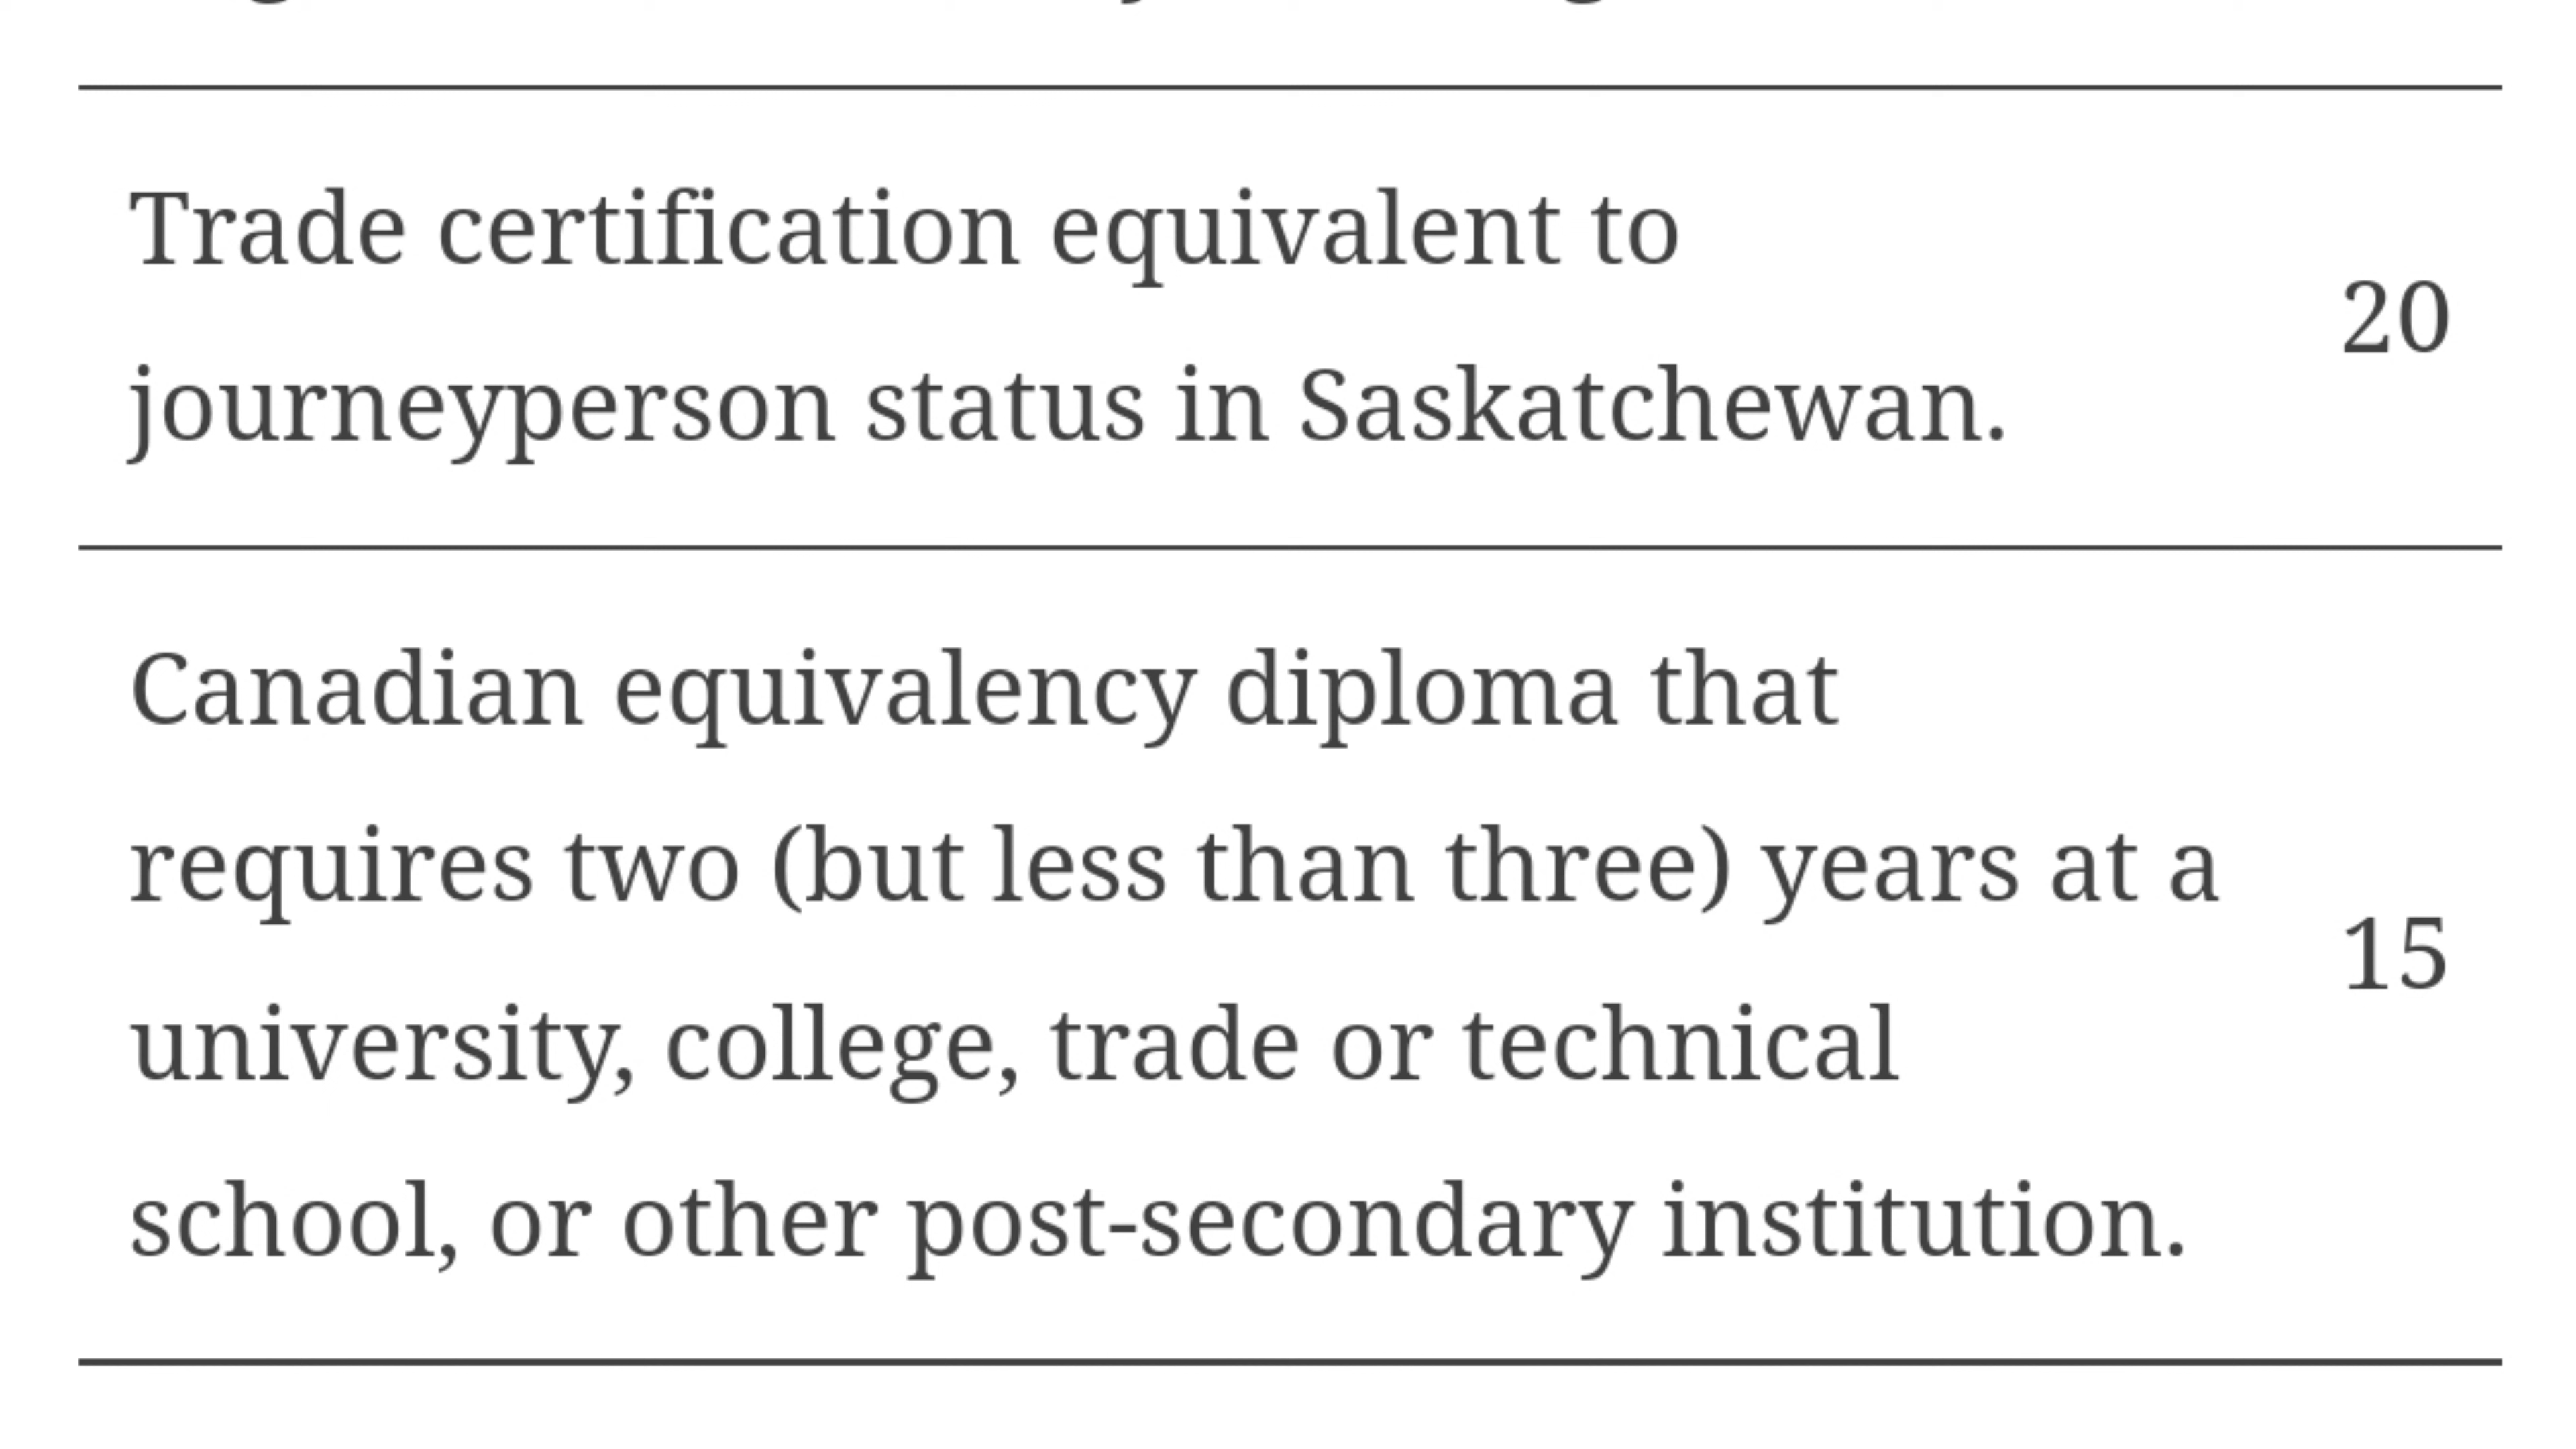 Trade certification equivalent to
journeyperson status in Saskatchewan.
20
Canadian equivalency diploma that
requires two (but less than three) years at a
university, college, trade or technical
school, or other post-secondary institution.
15